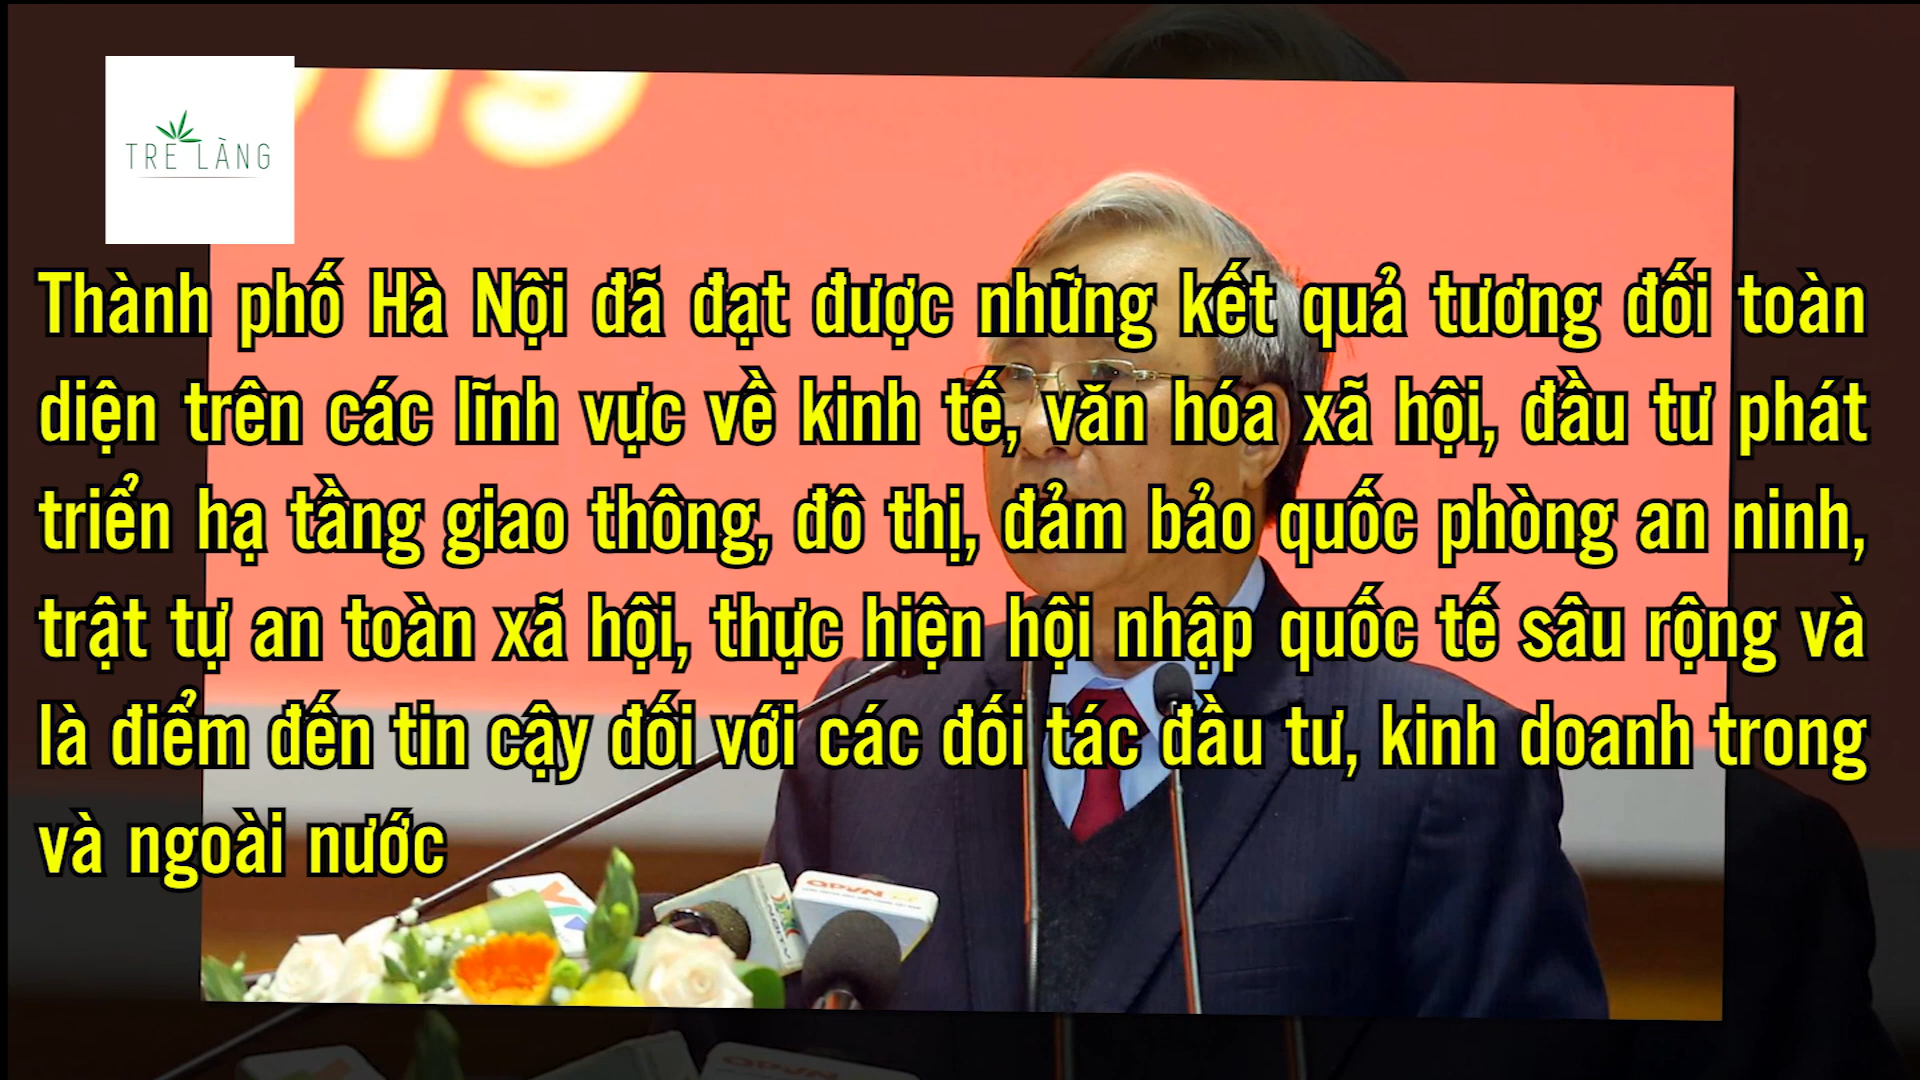 119
TRE LÀNG
Thành phố Hà Nội đã đạt được những kết quả tương đối toàn
diện trên các lĩnh vực về kinh tế, văn hóa xã hội, đầu tư phát
triển hạ tầng giao thông, đô thị, đảm bảo quốc phòng an ninh,
trật tự an toàn xã hội, thực hiện hội nhập quốc tế sâu rộng và
là điểm đến tin cậy đối với các đối tác đầu tư, kinh doanh trong
và ngoài nước
QPVN